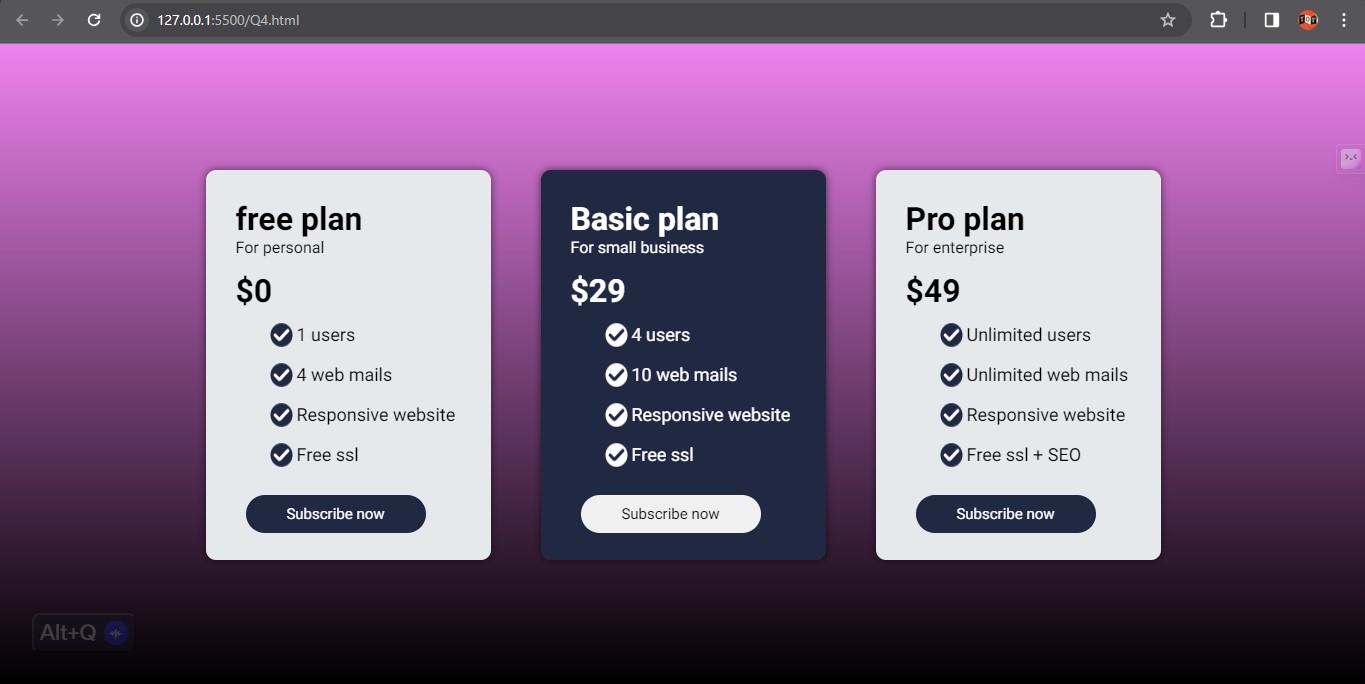 127.0.0.1:5500/Q4.html
free plan
For personal
$0
1 users
4 web mails
Responsive website
Free ssl
Subscribe now
Basic plan
For small business
$29
4 users
10 web mails
Responsive website
Free ssl
Subscribe now
Pro plan
For enterprise
$49
Unlimited users
Unlimited web mails
Responsive website
Free ssl + SEO
Subscribe now
Alt+Q